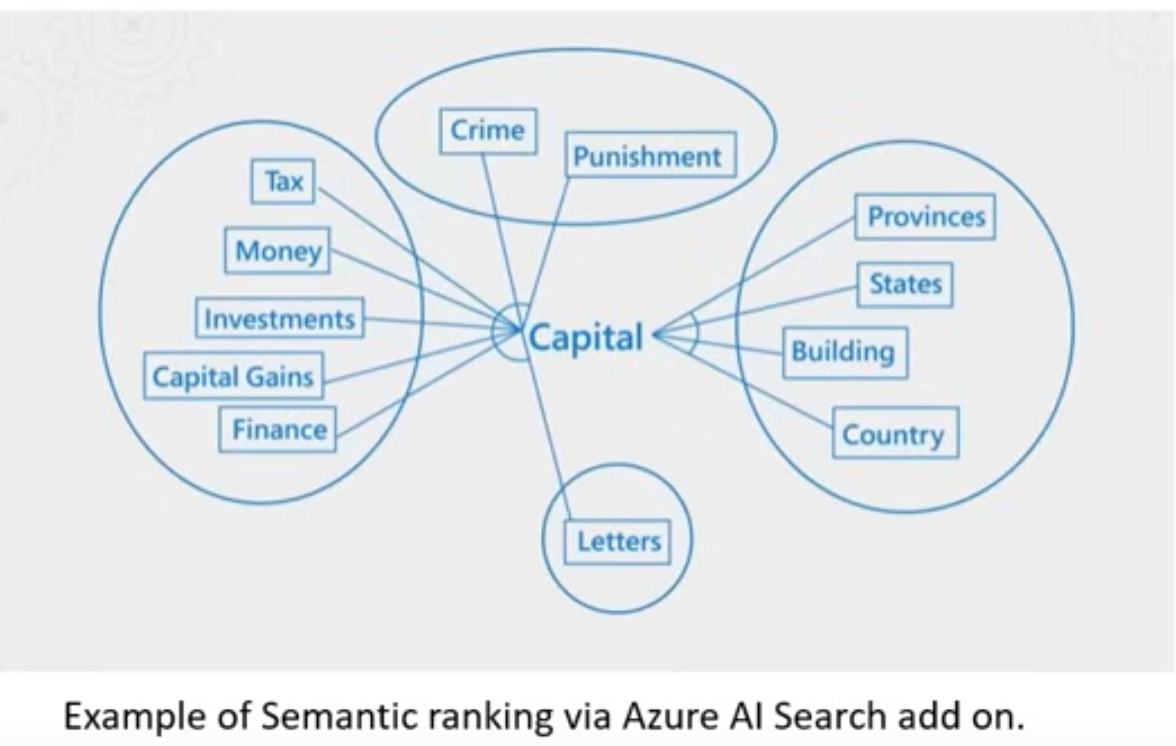 Crime
Punishment
Tax
Money
Investments
Capital Gains
Finance
Capital
Provinces
States
Building
Country
Letters
Example of Semantic ranking via Azure AI Search add on.